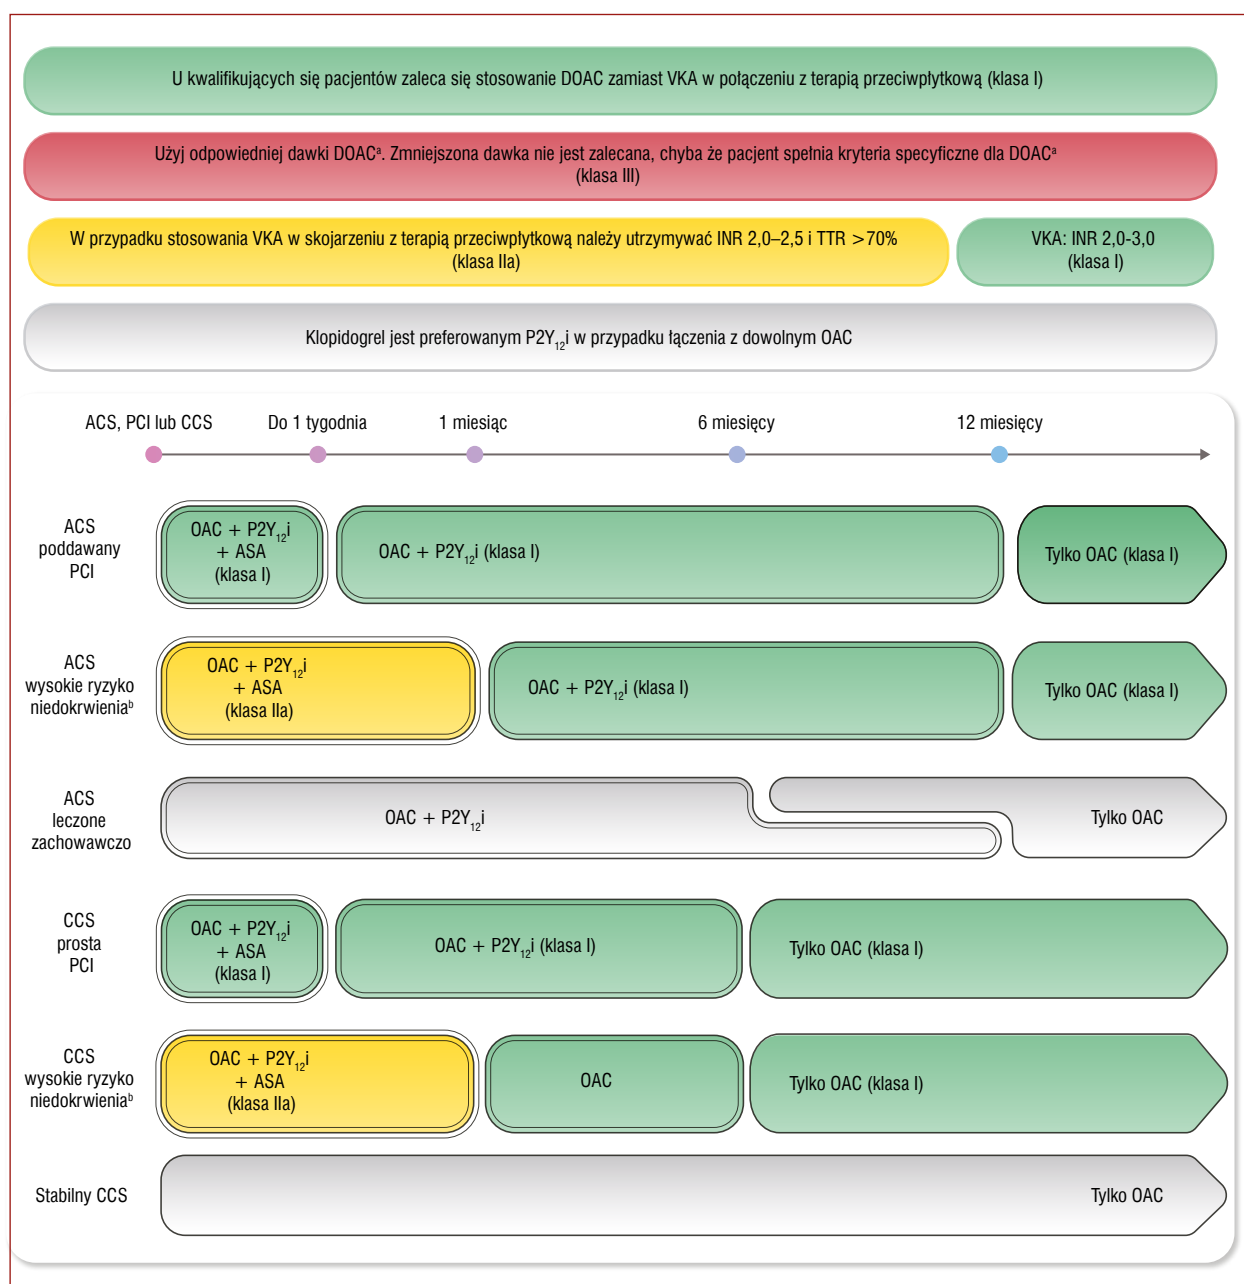 U kwalifikujących się pacjentów zaleca się stosowanie DOAC zamiast VKA w połączeniu z terapią przeciwpłytkową (klasa I)
Użyj odpowiedniej dawki DOACᵃ. Zmniejszona dawka nie jest zalecana, chyba że pacjent spełnia kryteria specyficzne dla DOACᵃ
(klasa III)
W przypadku stosowania VKA w skojarzeniu z terapią przeciwpłytkową należy utrzymywać INR 2,0–2,5 i TTR >70%
(klasa IIa)
VKA: INR 2,0-3,0
(klasa I)
Klopidogrel jest preferowanym P2Y₁₂i w przypadku łączenia z dowolnym OAC
ACS, PCI lub CCS
Do 1 tygodnia
1 miesiąc
6 miesięcy
12 miesięcy
ACS
poddawany
PCI
OAC + P2Y₁₂i
+ ASA
(klasa I)
OAC + P2Y₁₂i (klasa I)
Tylko OAC (klasa I)
ACS
wysokie ryzyko
niedokrwieniaᵇ
OAC + P2Y₁₂i
+ ASA
(klasa IIa)
OAC + P2Y₁₂i (klasa I)
Tylko OAC (klasa I)
ACS
leczone
zachowawczo
OAC + P2Y₁₂i
Tylko OAC
CCS
prosta
PCI
OAC + P2Y₁₂i
+ ASA
(klasa I)
OAC + P2Y₁₂i (klasa I)
Tylko OAC (klasa I)
CCS
wysokie ryzyko
niedokrwieniaᵇ
OAC + P2Y₁₂i
+ ASA
(klasa IIa)
OAC
Tylko OAC (klasa I)
Stabilny CCS
Tylko OAC